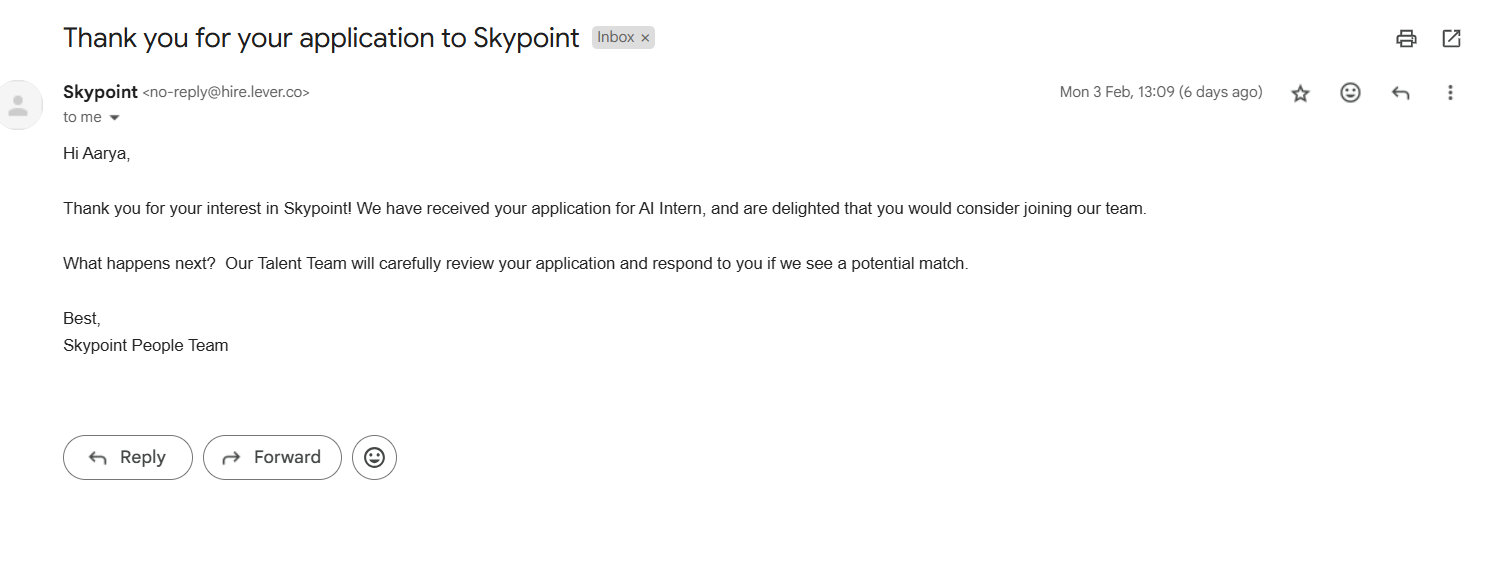 Thank you for your application to Skypoint Inbox ×
Skypoint <no-reply@hire.lever.co> Mon 3 Feb, 13:09 (6 days ago)
to me
Hi Aarya,
Thank you for your interest in Skypoint! We have received your application for AI Intern, and are delighted that you would consider joining our team.
What happens next?  Our Talent Team will carefully review your application and respond to you if we see a potential match.
Best,
Skypoint People Team
Reply Forward